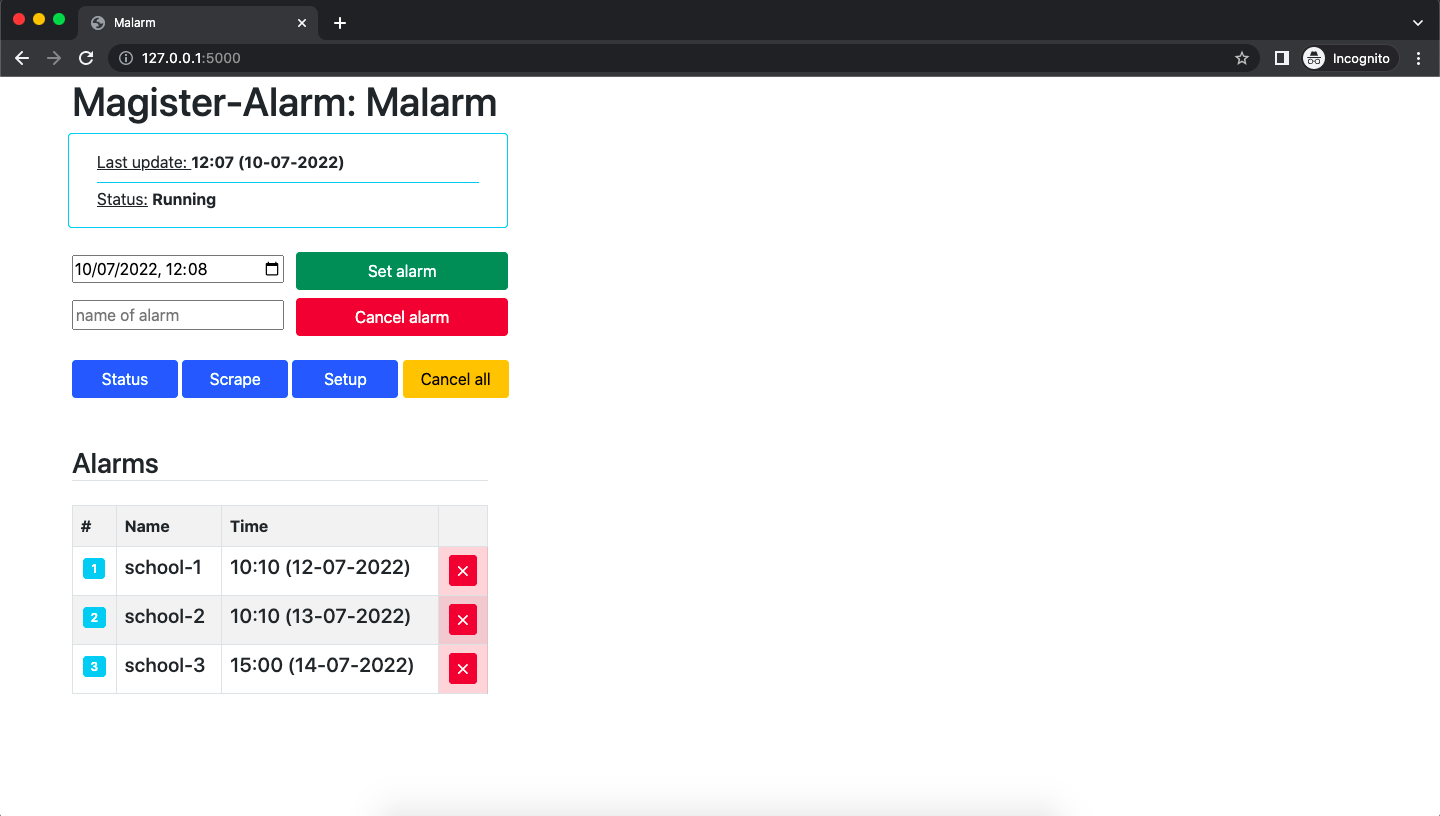 Malarm
127.0.0.1:5000
Incognito
Magister-Alarm: Malarm
Last update: 12:07 (10-07-2022)
Status: Running
10/07/2022, 12:08
Set alarm
name of alarm
Cancel alarm
Status Scrape Setup Cancel all
Alarms
# Name Time
1 school-1 10:10 (12-07-2022)
2 school-2 10:10 (13-07-2022)
3 school-3 15:00 (14-07-2022)